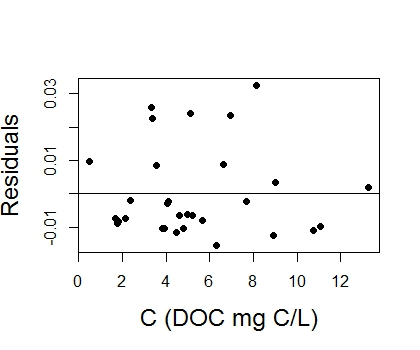 Residuals
0.03
0.01
-0.01
0 2 4 6 8 10 12
C (DOC mg C/L)